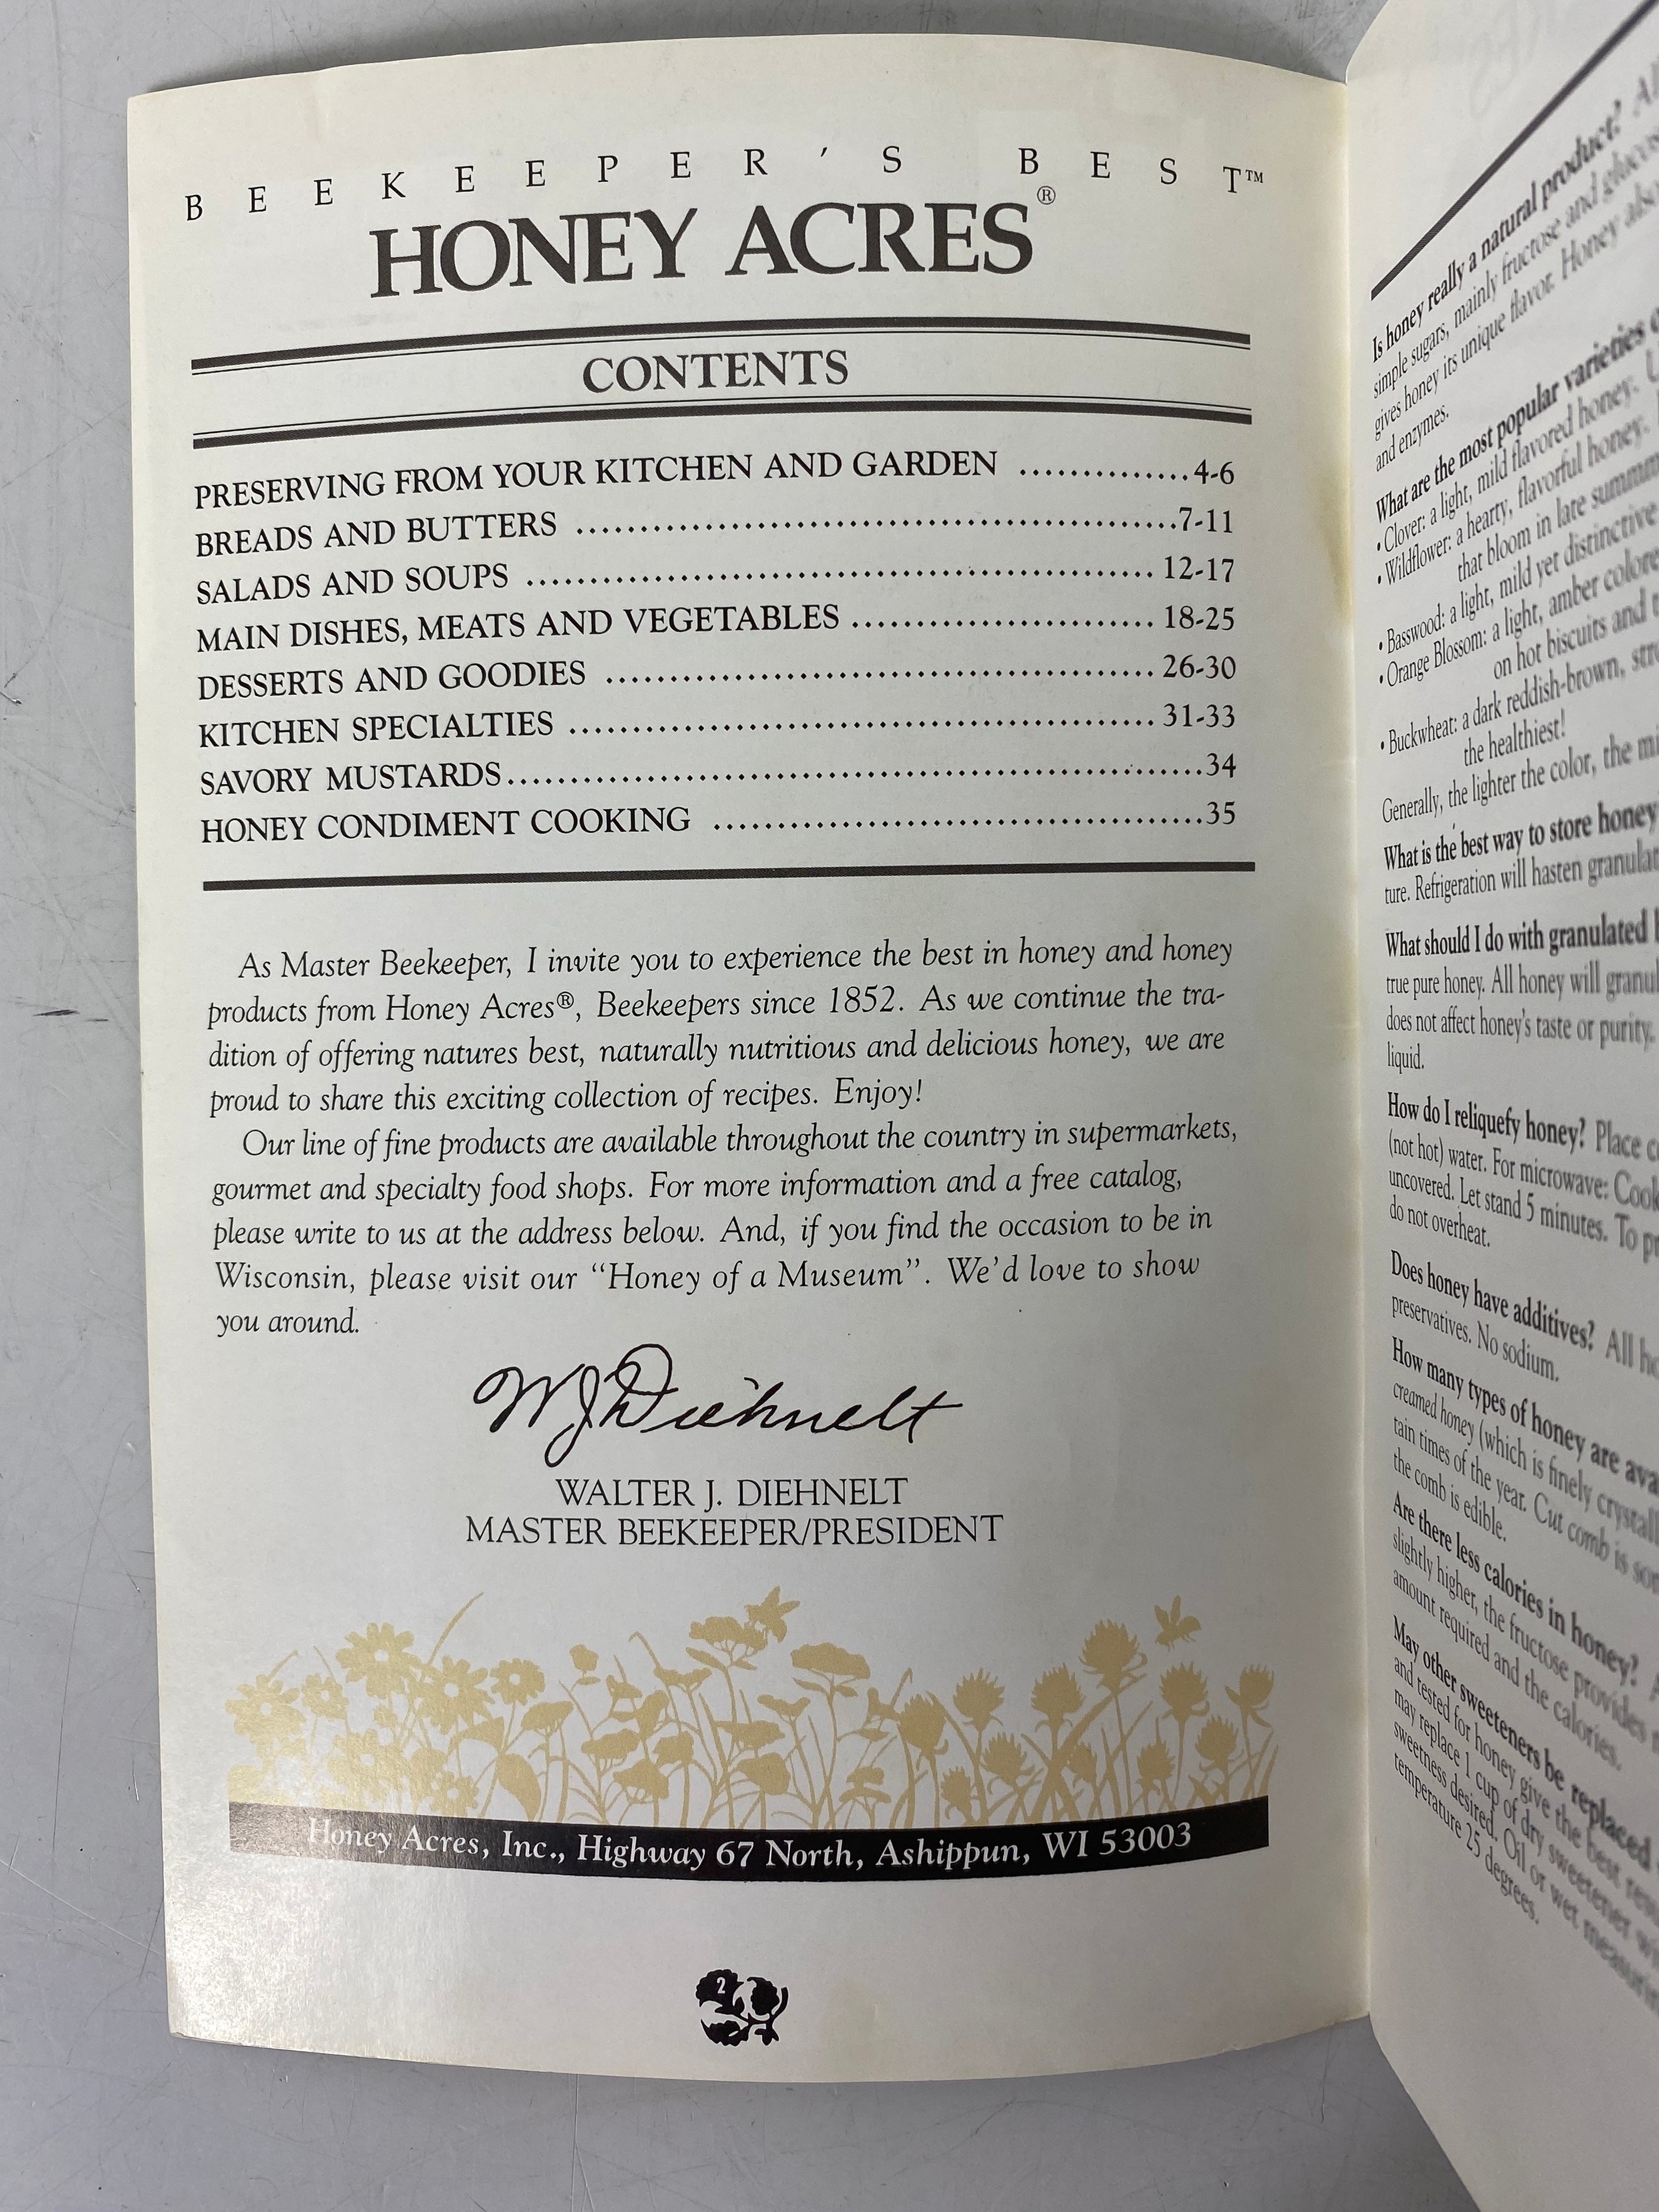 BEEKEEPER'S BEST™
HONEY ACRES®
CONTENTS
PRESERVING FROM YOUR KITCHEN AND GARDEN .............4-6
BREADS AND BUTTERS ...............................................7-11
SALADS AND SOUPS ................................................. 12-17
MAIN DISHES, MEATS AND VEGETABLES ........................ 18-25
DESSERTS AND GOODIES ........................................... 26-30
KITCHEN SPECIALTIES .............................................. 31-33
SAVORY MUSTARDS.......................................................34
HONEY CONDIMENT COOKING .......................................35
As Master Beekeeper, I invite you to experience the best in honey and honey
products from Honey Acres®, Beekeepers since 1852. As we continue the tra-
dition of offering natures best, naturally nutritious and delicious honey, we are
proud to share this exciting collection of recipes. Enjoy!
Our line of fine products are available throughout the country in supermarkets,
gourmet and specialty food shops. For more information and a free catalog,
please write to us at the address below. And, if you find the occasion to be in
Wisconsin, please visit our "Honey of a Museum". We'd love to show
you around.
W J Diehnelt
WALTER J. DIEHNELT
MASTER BEEKEEPER/PRESIDENT
Honey Acres, Inc., Highway 67 North, Ashippun, WI 53003
2
Is honey really a natural product?
simple sugars, mainly fructose and
gives honey its unique flavor. Honey also
and enzymes.
What are the most popular varieties
• Clover: a light, mild flavored honey.
• Wildflower: a hearty, flavorful honey.
that bloom in late
• Basswood: a light, mild yet distinctive
• Orange Blossom: a light, amber
on hot biscuits and
• Buckwheat: a dark reddish-brown,
the healthiest!
Generally, the lighter the color, the
What is the best way to store honey
ture. Refrigeration will hasten
What should I do with granulated
true pure honey. All honey will
does not affect honey's taste or purity.
liquid.
How do I reliquefy honey? Place
(not hot) water. For microwave: Cook
uncovered. Let stand 5 minutes. To
do not overheat.
Does honey have additives? All
preservatives. No sodium.
How many types of honey are
creamed honey (which is finely
tain times of the year. Cut comb is
the comb is edible.
Are there less calories in honey?
slightly higher, the fructose provides
amount required and the calories.
May other sweeteners be replaced
and tested for honey give the best
may replace 1 cup of dry sweetener
sweetness desired. Oil or wet
temperature 25 degrees.